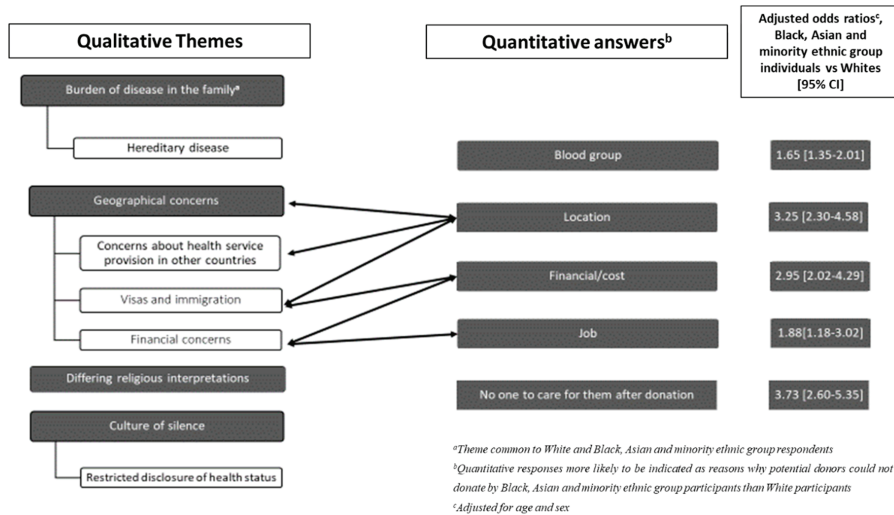 Qualitative Themes
Burden of disease in the familyᵃ
Hereditary disease
Geographical concerns
Concerns about health service
provision in other countries
Visas and immigration
Financial concerns
Differing religious interpretations
Culture of silence
Restricted disclosure of health status
Quantitative answersᵇ
Blood group
Location
Financial/cost
Job
No one to care for them after donation
Adjusted odds ratiosᶜ,
Black, Asian and
minority ethnic group
individuals vs Whites
[95% CI]
1.65 [1.35-2.01]
3.25 [2.30-4.58]
2.95 [2.02-4.29]
1.88[1.18-3.02]
3.73 [2.60-5.35]
ᵃTheme common to White and Black, Asian and minority ethnic group respondents
ᵇQuantitative responses more likely to be indicated as reasons why potential donors could not
donate by Black, Asian and minority ethnic group participants than White participants
ᶜAdjusted for age and sex